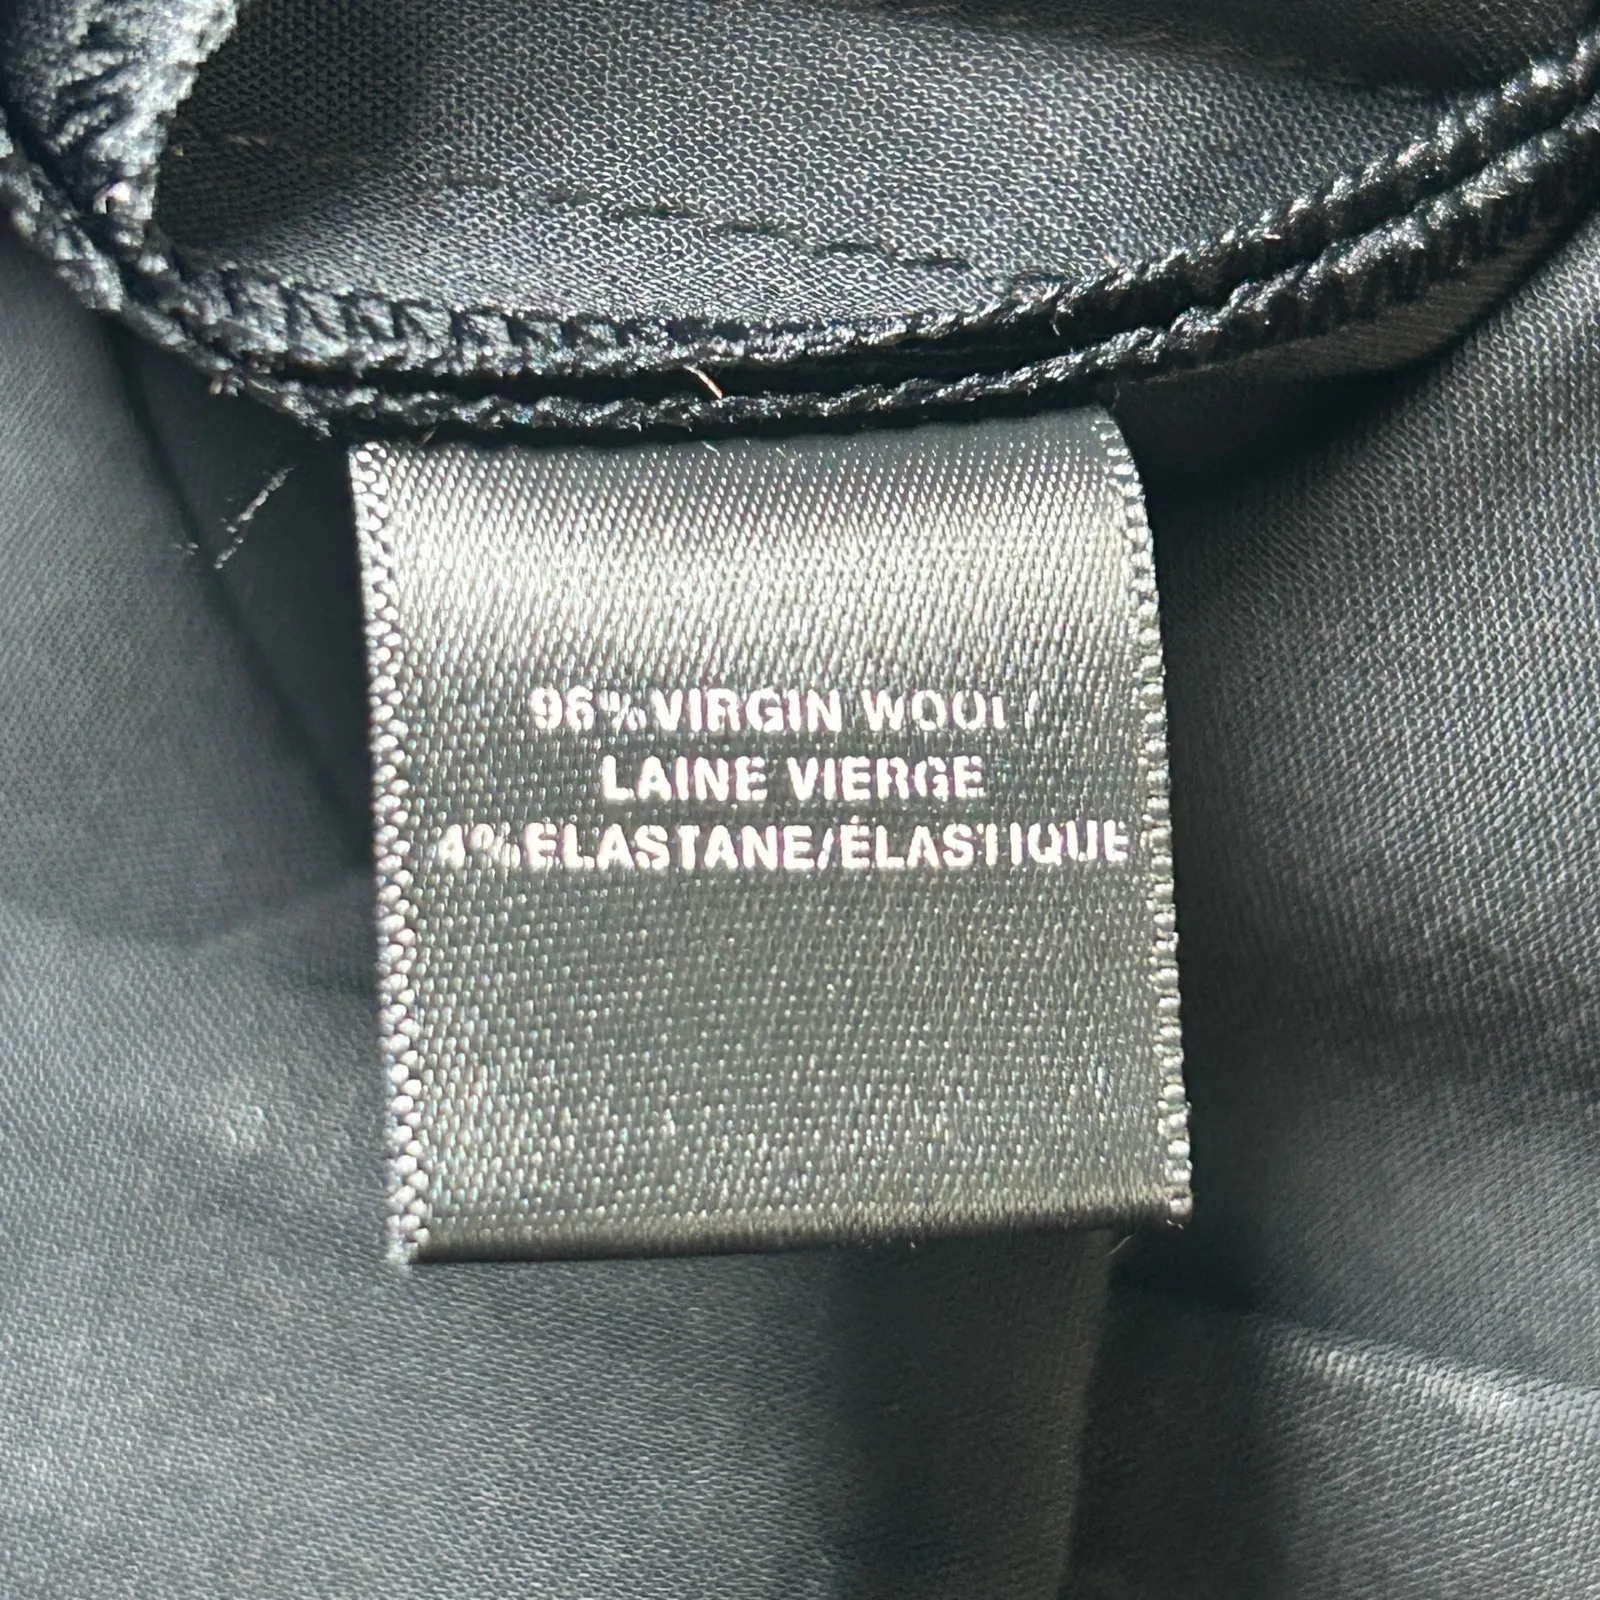 96% VIRGIN WOOL/
LAINE VIERGE
4% ELASTANE/ÉLASTIQUE